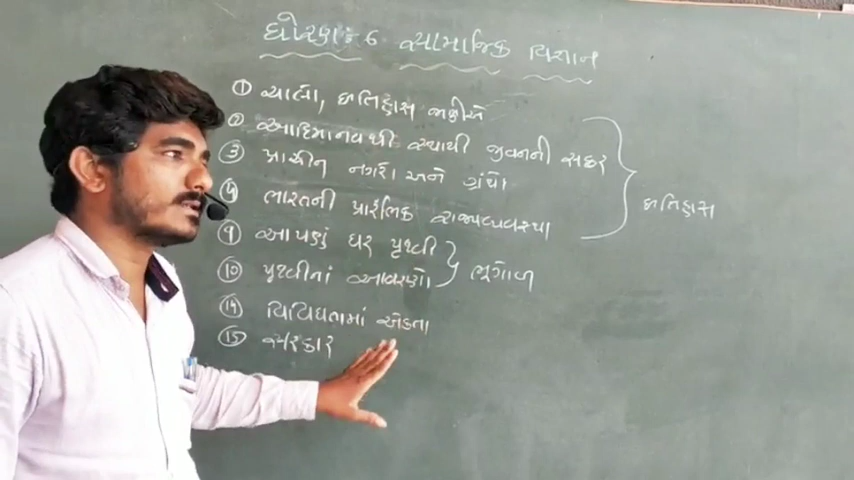 ધોરણ : 6 સામાજિક વિજ્ઞાન
① ચાલો, ઇતિહાસ જાણીએ
② આદિમાનવથી સ્થાયી જીવનની સફર
③ પ્રાચીન નગરો અને ગ્રંથો
④ ભારતની પ્રારંભિક રાજ્યવ્યવસ્થા
ઇતિહાસ
⑨ આપણું ઘર પૃથ્વી
⑩ પૃથ્વીનાં આવરણો
ભૂગોળ
⑭ વિવિધતામાં એકતા
⑮ સરકાર